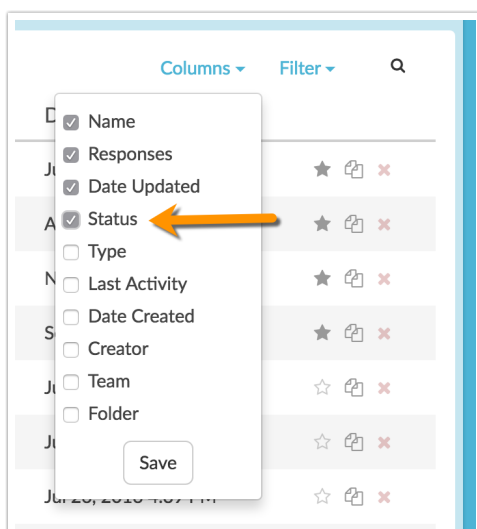 Columns Filter
Name
Responses
Date Updated
Status
Type
Last Activity
Date Created
Creator
Team
Folder
Save